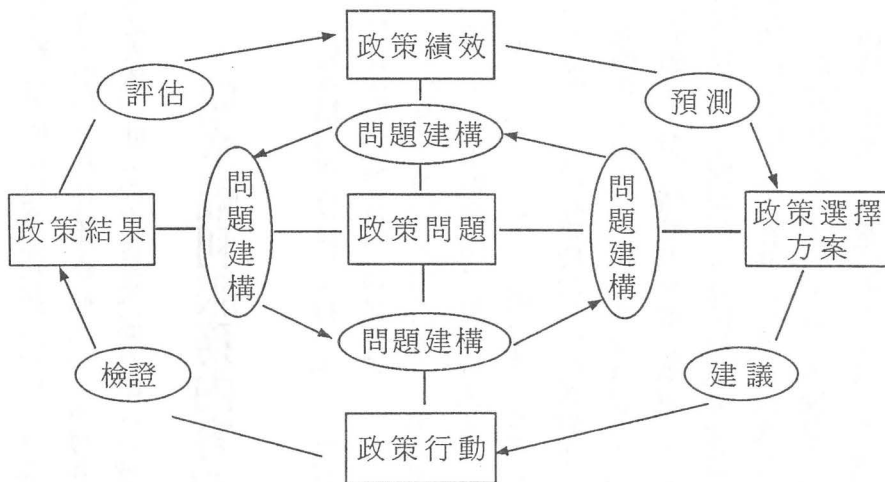 政策績效
評估
預測
問題建構
問題建構
問題建構
政策結果
政策問題
政策選擇
方案
問題建構
檢證
建議
政策行動